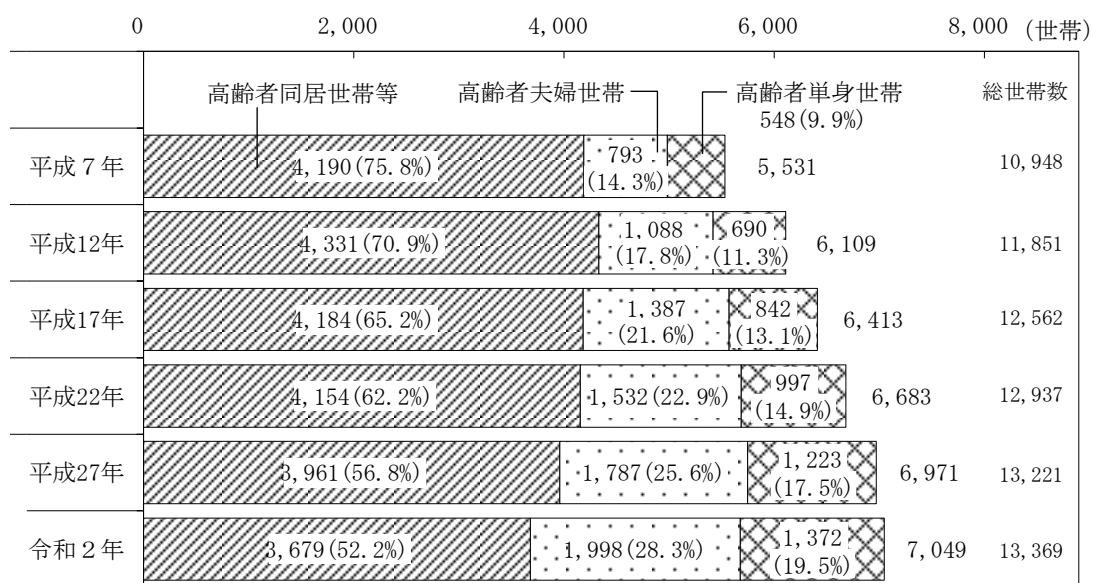 0 2,000 4,000 6,000 8,000 (世帯)
高齢者同居世帯等 高齢者夫婦世帯 高齢者単身世帯 総世帯数
548(9.9%)
平成7年 4,190(75.8%) 793 5,531 10,948
(14.3%)
平成12年 4,331(70.9%) 1,088 690 6,109 11,851
(17.8%) (11.3%)
平成17年 4,184(65.2%) 1,387 842 6,413 12,562
(21.6%) (13.1%)
平成22年 4,154(62.2%) 1,532(22.9%) 997 6,683 12,937
(14.9%)
平成27年 3,961(56.8%) 1,787(25.6%) 1,223 6,971 13,221
(17.5%)
令和2年 3,679(52.2%) 1,998(28.3%) 1,372 7,049 13,369
(19.5%)